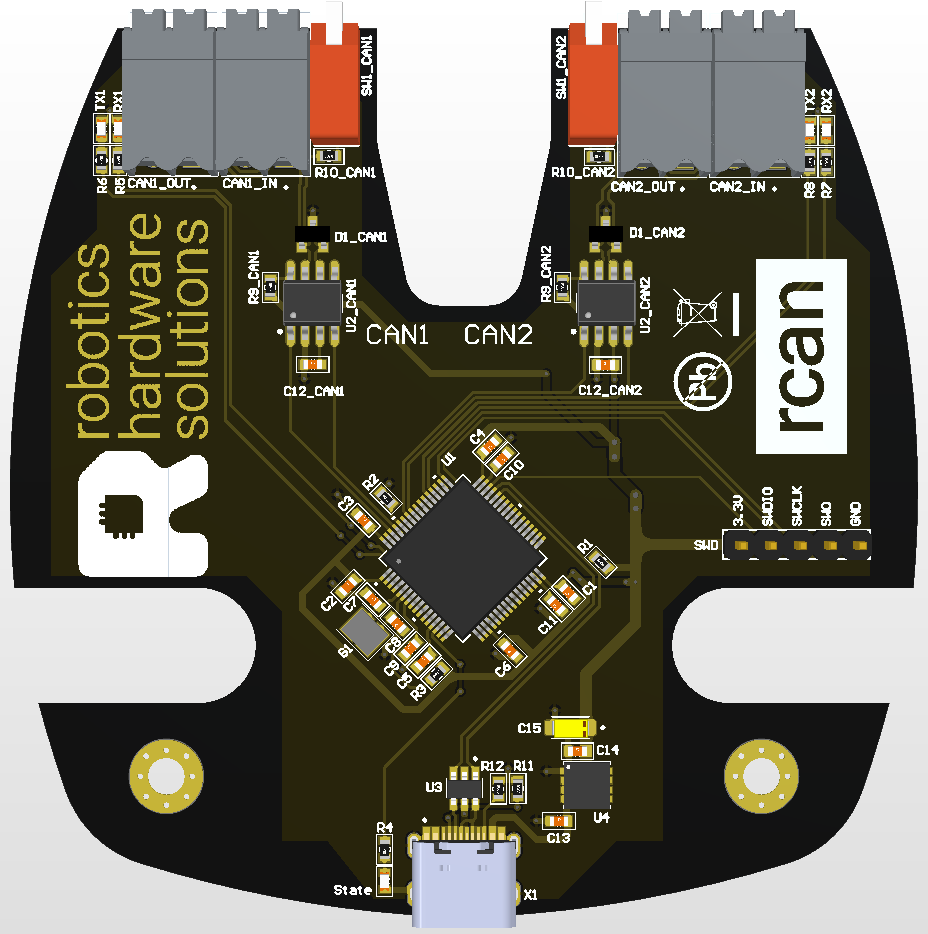 SW1_CAN1
SW1_CAN2
TX1
RX1
TX2
RX2
R6
R5
R10_CAN1
R10_CAN2
R8
R7
CAN1_OUT.
CAN1_IN .
CAN2_OUT.
CAN2_IN .
D1_CAN1
D1_CAN2
robotics
hardware
solutions
R9_CAN1
U2_CAN1
R9_CAN2
U2_CAN2
CAN1
CAN2
rcan
Pb
C12_CAN1
C12_CAN2
C4
U1
C10
R2
C3
3.3V
SWDIO
SWCLK
SWO
GND
SWD
R1
C2
C7
C1
C11
C8
C9
C5
R3
C6
C15
C14
U3
R12
R11
U4
C13
R4
State
X1